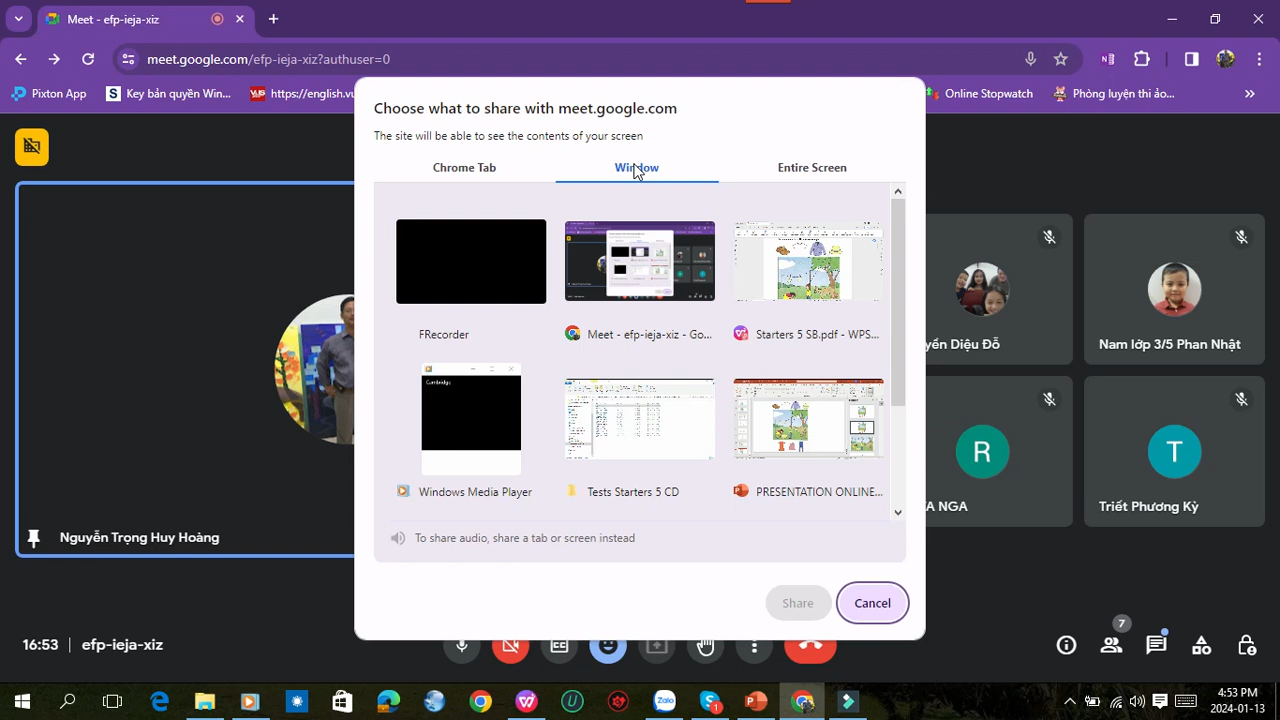 Meet - efp-ieja-xiz
meet.google.com/efp-ieja-xiz?authuser=0
Pixton App
Key bản quyền Win...
https://english.vu
Online Stopwatch
Phòng luyện thi ảo...
Choose what to share with meet.google.com
The site will be able to see the contents of your screen
Chrome Tab
Window
Entire Screen
FRecorder
Meet - efp-ieja-xiz - Go...
Starters 5 SB.pdf - WPS...
Cambridge
Windows Media Player
Tests Starters 5 CD
PRESENTATION ONLINE...
To share audio, share a tab or screen instead
Share
Cancel
Nguyễn Trọng Huy Hoàng
yền Diệu Đỗ
Nam lớp 3/5 Phan Nhật
R
A NGA
T
Triết Phương Kỳ
16:53
efp-ieja-xiz
7
4:53 PM
2024-01-13